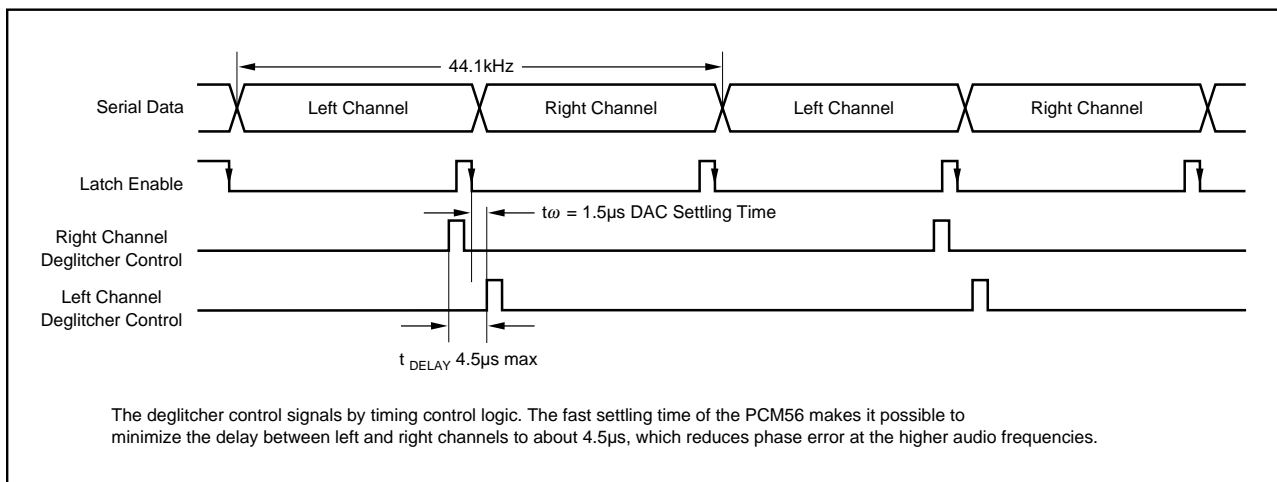 44.1kHz
Serial Data
Left Channel
Right Channel
Left Channel
Right Channel
Latch Enable
tω = 1.5µs DAC Settling Time
Right Channel
Deglitcher Control
Left Channel
Deglitcher Control
t DELAY 4.5µs max
The deglitcher control signals by timing control logic. The fast settling time of the PCM56 makes it possible to
minimize the delay between left and right channels to about 4.5µs, which reduces phase error at the higher audio frequencies.